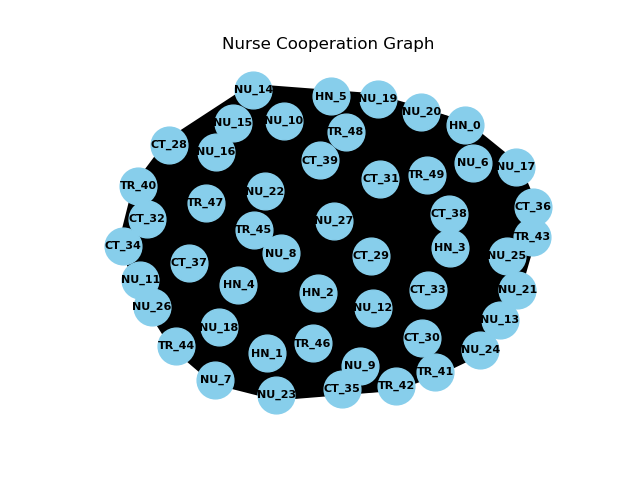 Nurse Cooperation Graph
NU_14
HN_5
NU_19
NU_20
NU_15
NU_10
HN_0
TR_48
CT_28
NU_16
CT_39
NU_6
NU_17
TR_40
CT_31
TR_49
NU_22
TR_47
CT_36
CT_32
NU_27
CT_38
TR_45
TR_43
CT_34
NU_8
HN_3
CT_29
NU_25
CT_37
NU_11
HN_4
HN_2
CT_33
NU_21
NU_26
NU_12
NU_13
NU_18
TR_44
HN_1
TR_46
CT_30
NU_24
NU_9
TR_41
NU_7
CT_35
TR_42
NU_23